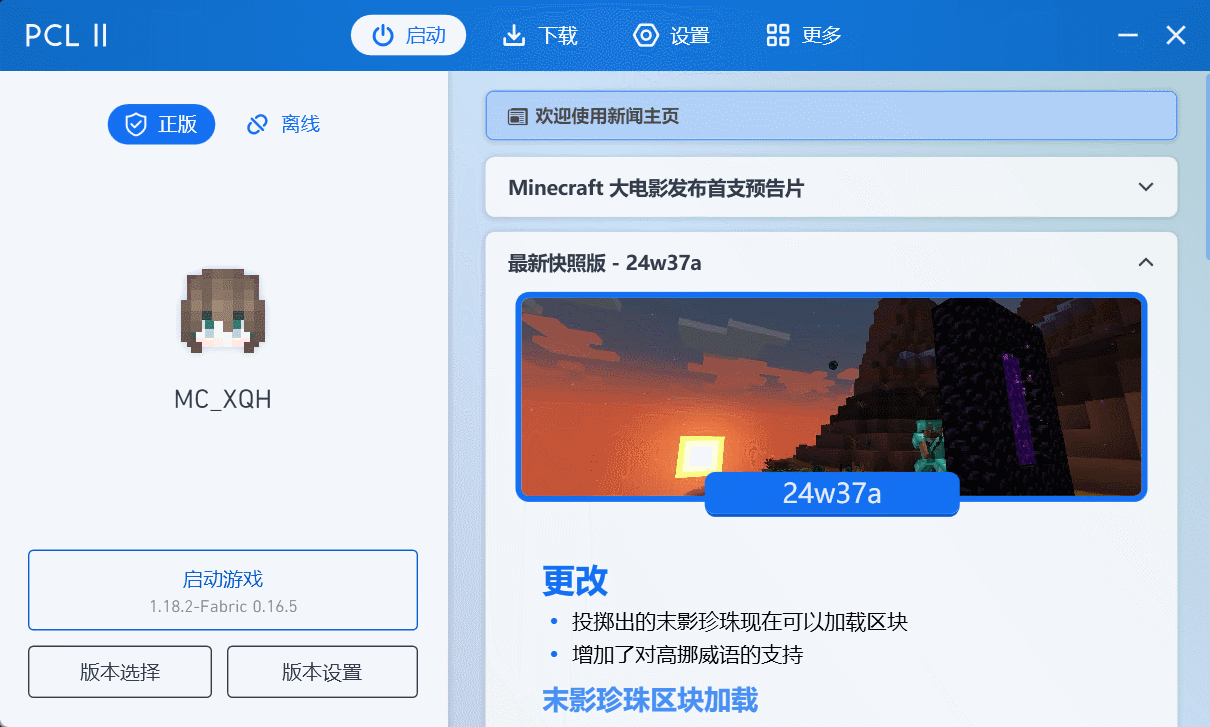 PCL II
启动
下载
设置
更多
正版
离线
MC_XQH
启动游戏
1.18.2-Fabric 0.16.5
版本选择
版本设置
欢迎使用新闻主页
Minecraft 大电影发布首支预告片
最新快照版 - 24w37a
24w37a
更改
• 投掷出的末影珍珠现在可以加载区块
• 增加了对高挪威语的支持
末影珍珠区块加载